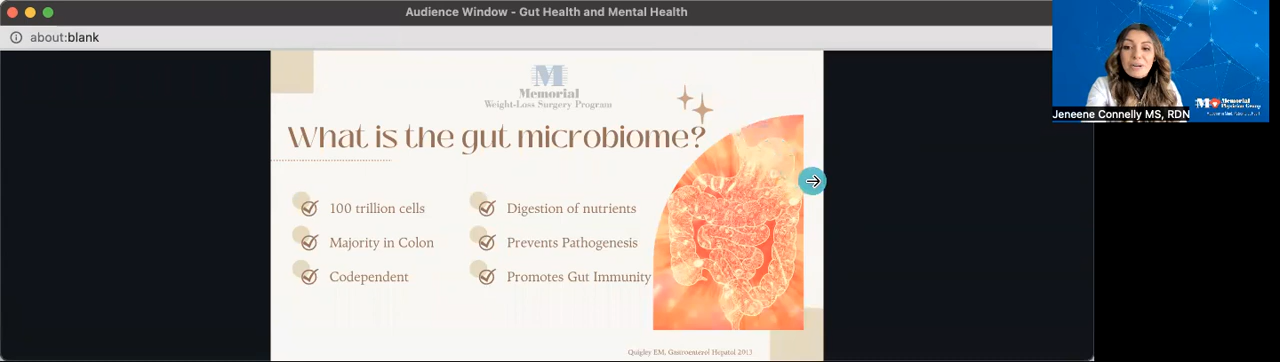 Audience Window - Gut Health and Mental Health
about:blank
M
Memorial
Weight-Loss Surgery Program
What is the gut microbiome?
100 trillion cells
Majority in Colon
Codependent
Digestion of nutrients
Prevents Pathogenesis
Promotes Gut Immunity
Quigley EM, Gastroenterol Hepatol 2013
Memorial
Physician Group
Jeneene Connelly MS, RDN